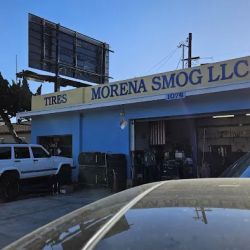 TIRES MORENA SMOG LLC
1076